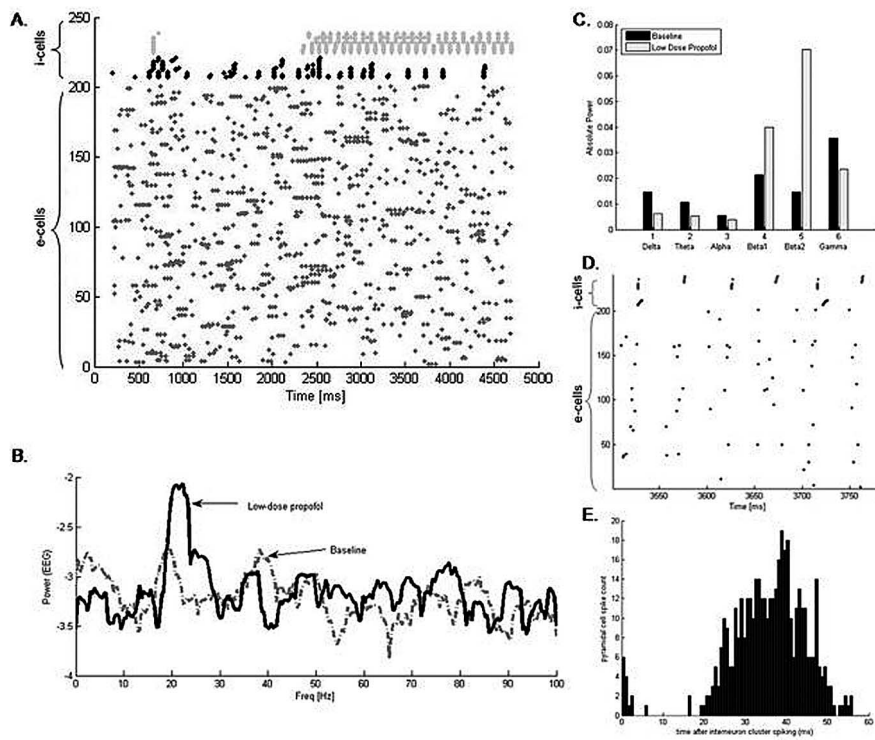 A.
i-cells
e-cells
250
200
150
100
50
0
0 500 1000 1500 2000 2500 3000 3500 4000 4500 5000
Time [ms]
B.
Power (EEG)
-2
-2.5
-3
-3.5
-4
Low-dose propofol
Baseline
0 10 20 30 40 50 60 70 80 90 100
Freq [Hz]
C.
Absolute Power
0.08
0.07
0.06
0.05
0.04
0.03
0.02
0.01
0
Baseline
Low Dose Propofol
1 2 3 4 5 6
Delta Theta Alpha Beta1 Beta2 Gamma
D.
i-cells
e-cells
200
150
100
50
3550 3600 3650 3700 3750
Time [ms]
E.
pyramidal cell spike count
20
18
16
14
12
10
8
6
4
2
0
0 10 20 30 40 50 60
time after interneuron cluster spiking (ms)